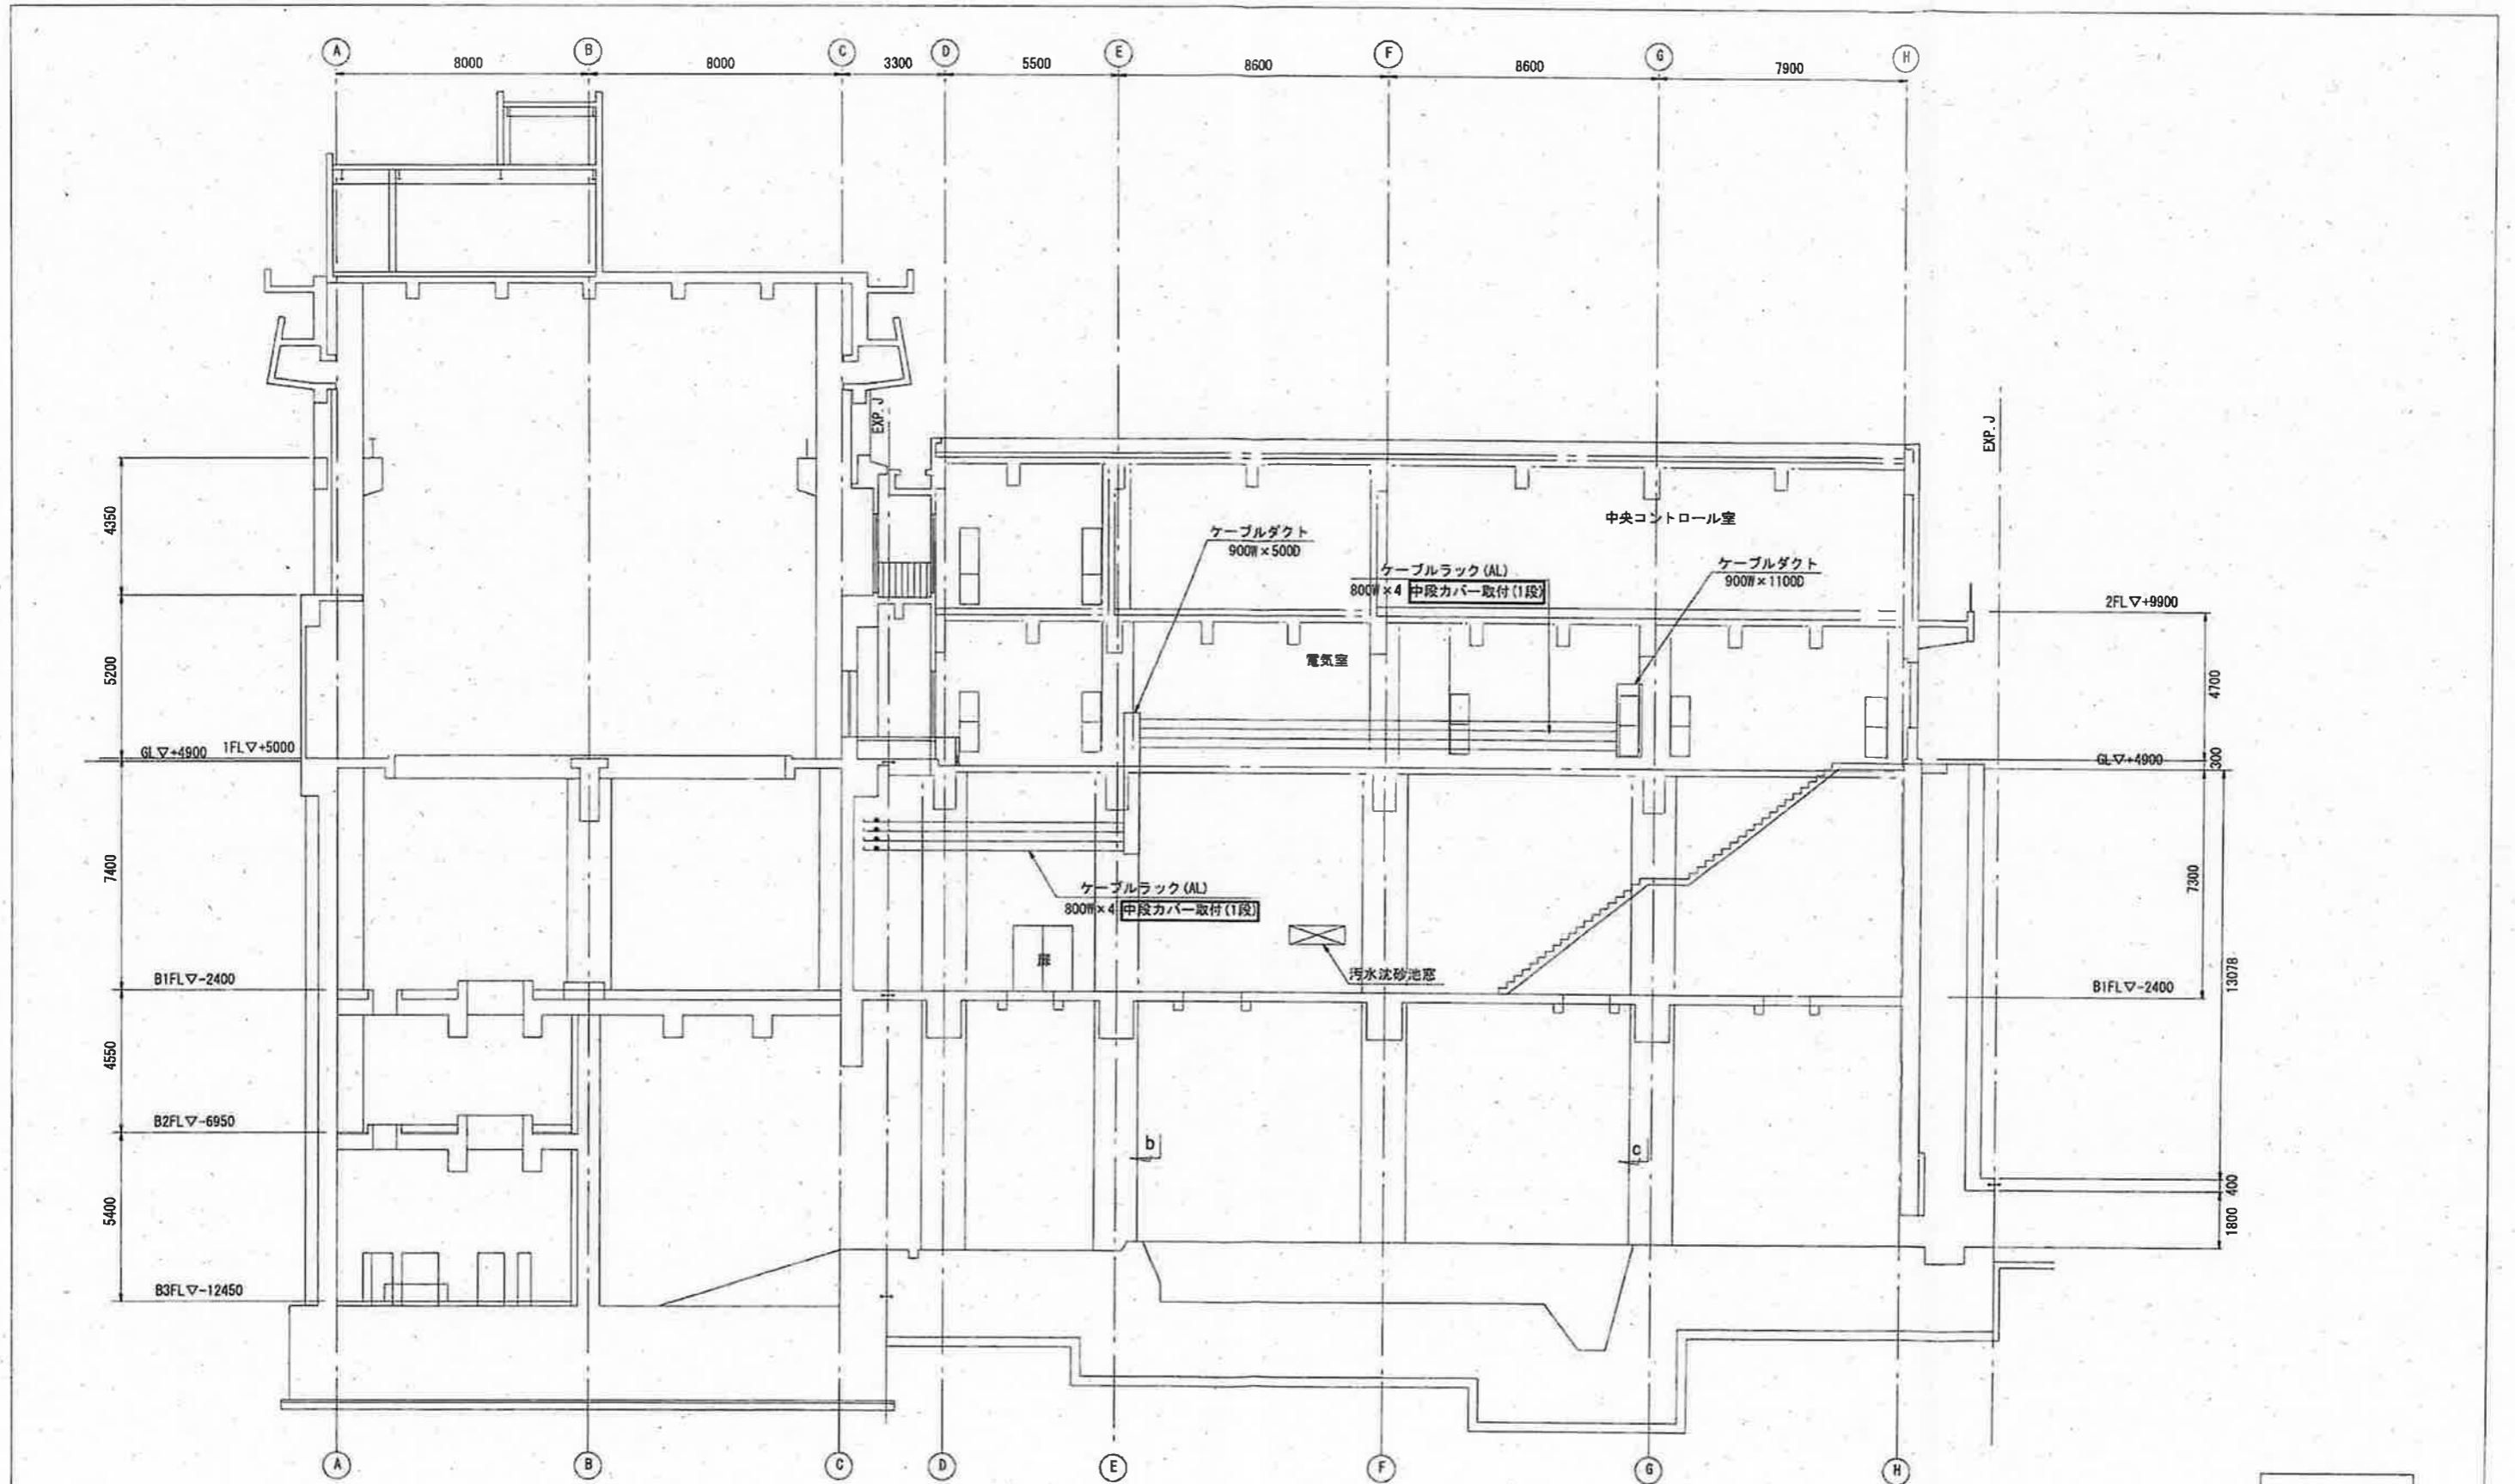 A B C D E F G H
8000 8000 3300 5500 8600 8600 7900
EXP. J
EXP. J
中央コントロール室
ケーブルダクト
900W×500D
ケーブルラック(AL)
800W×4 中段カバー取付(1段)
ケーブルダクト
900W×1100D
4350
2FL▽+9900
電気室
5200
4700
GL▽+4900 1FL▽+5000
GL▽+4900
300
7400
7300
ケーブルラック(AL)
800W×4 中段カバー取付(1段)
扉
汚水沈砂池窓
13078
B1FL▽-2400
B1FL▽-2400
4550
B2FL▽-6950
b
c
5400
400
1800
B3FL▽-12450
A B C D E F G H